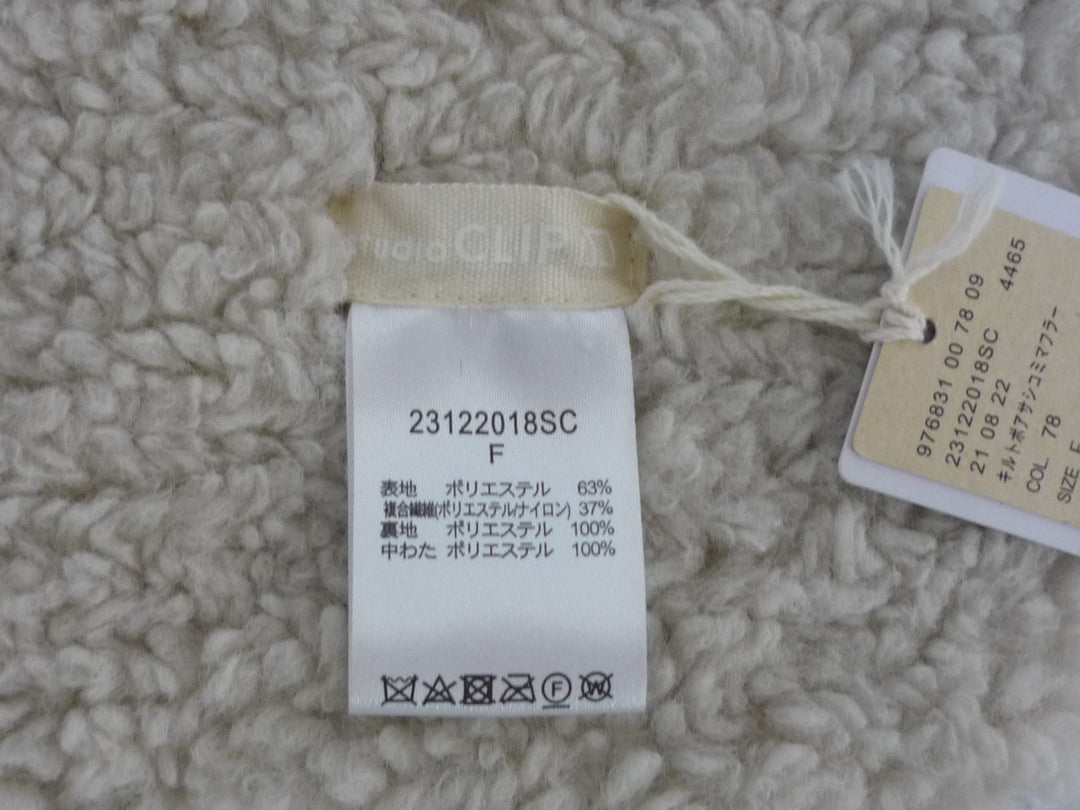 STUDIO CLIP
23122018SC
F
表地 ポリエステル 63%
複合繊維(ポリエステル/ナイロン) 37%
裏地 ポリエステル 100%
中わた ポリエステル 100%
F
W
976831 00 78 09
23122018SC 4465
21 08 22
キルトボアサシコミマフラー
COL 78
SIZE F